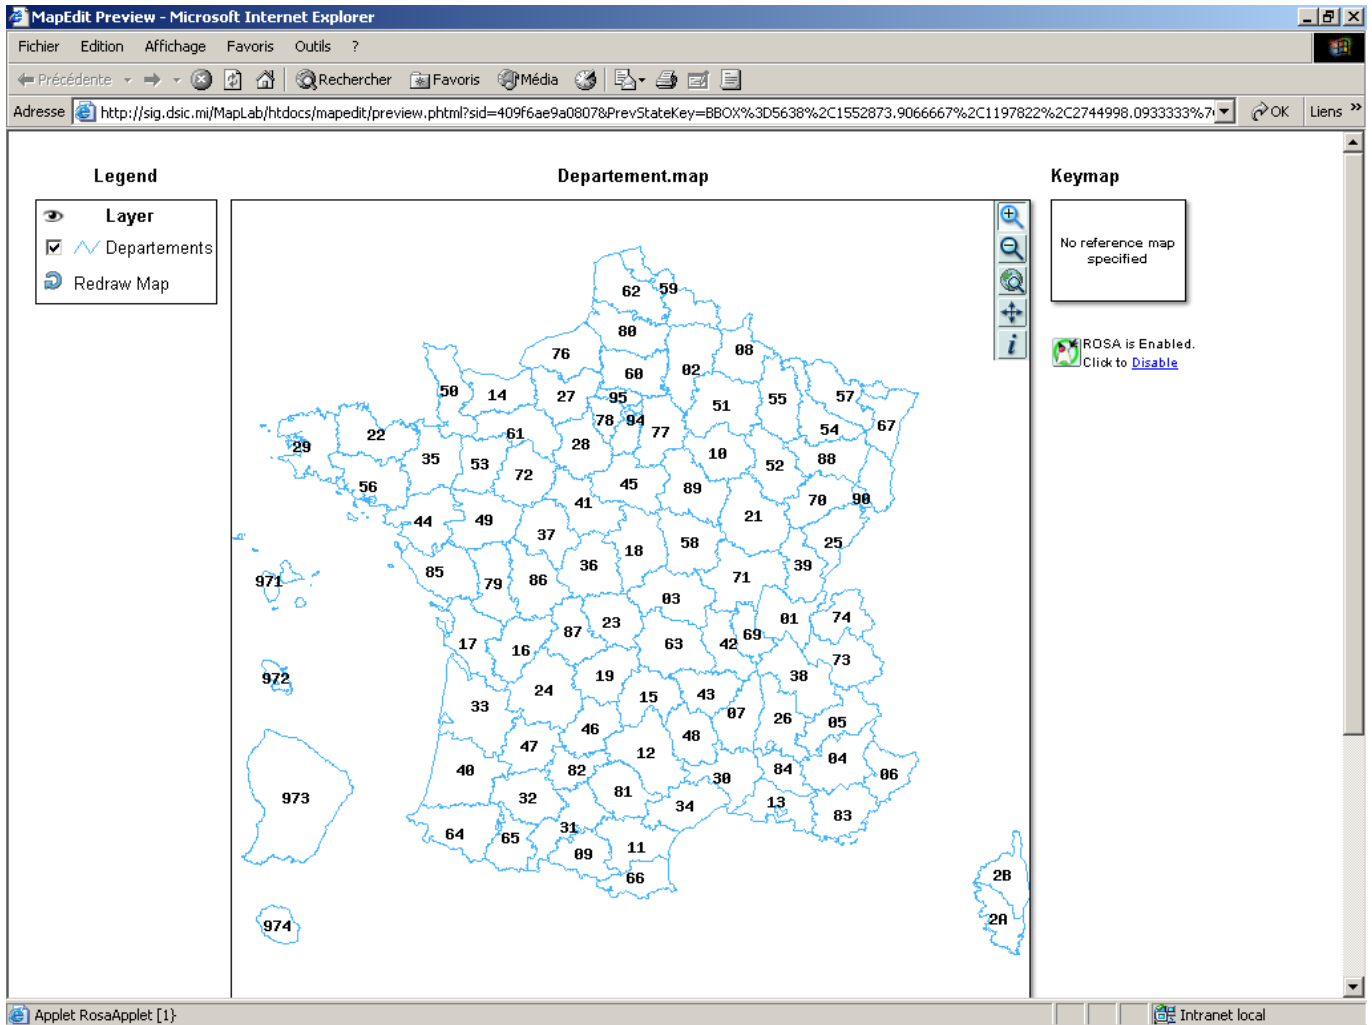 MapEdit Preview - Microsoft Internet Explorer
Fichier Edition Affichage Favoris Outils ?
Précédente Rechercher Favoris Média
Adresse http://sig.dsic.mi/MapLab/htdocs/mapedit/preview.phtml?sid=409f6ae9a0807&PrevStateKey=BBOX%3D5638%2C1552873.9066667%2C1197822%2C2744998.0933333%7 OK Liens »
Legend Departement.map Keymap
Layer
Departements
Redraw Map
No reference map
specified
ROSA is Enabled.
Click to Disable
62 59
80
76 08
60 02
50 14 27 95 51 55 57
61 78 94 77 54 67
29 22 28
35 53 72 10 52 88
56 41 45 89 70 90
44 49 37 21
18 58 25
971 85 79 86 36 71 39
03
17 87 23 01 74
16 63 42 69 73
972 24 19 38
33 15 43 07 26 05
46
47 12 48 04
40 82 30 84 06
973 32 81 34 13 83
64 65 31 11
09
66 2B
974 2A
Applet RosaApplet [1} Intranet local